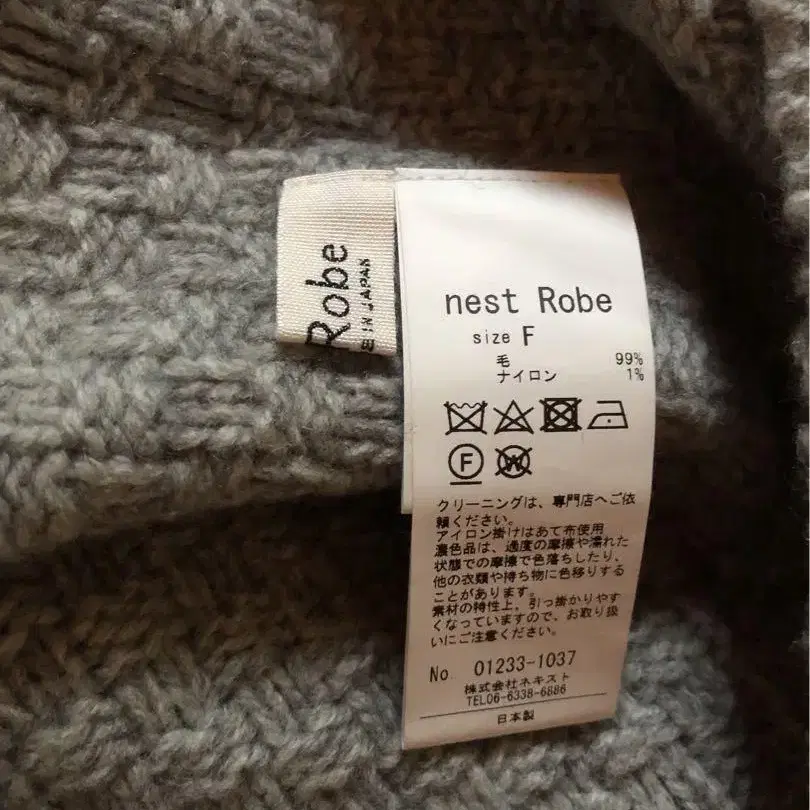 Robe
IN JAPAN
nest Robe
size F
毛 99%
ナイロン 1%
F
W
クリーニングは、専門店へご依
頼ください。
アイロン掛けはあて布使用
濃色品は、過度の摩擦や濡れた
状態での摩擦で色落ちしたり、
他の衣類や持ち物に色移りする
ことがあります。
素材の特性上、引っ掛かりやす
くなっていますので、お取り扱
いにご注意ください。
No. 01233-1037
株式会社ネキスト
TEL06-6338-6886
日本製